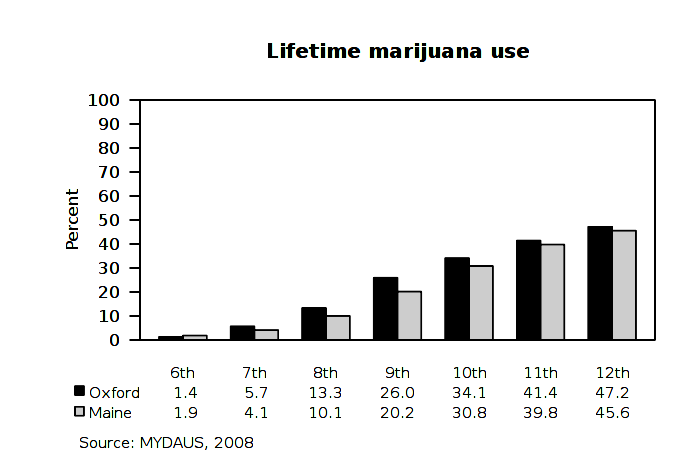 Lifetime marijuana use
100
90
80
70
60
50
40
30
20
10
0
Percent
6th 7th 8th 9th 10th 11th 12th
Oxford 1.4 5.7 13.3 26.0 34.1 41.4 47.2
Maine 1.9 4.1 10.1 20.2 30.8 39.8 45.6
Source: MYDAUS, 2008